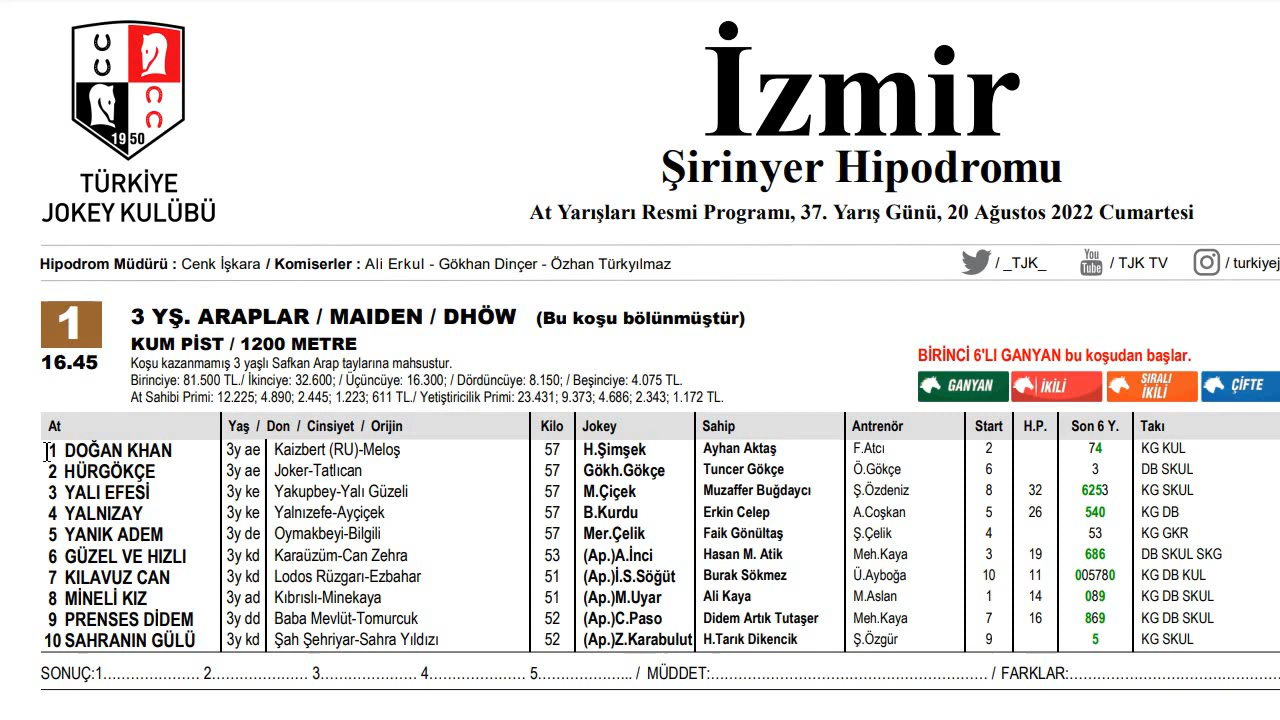 19 50
TÜRKİYE
JOKEY KULÜBÜ
İzmir
Şirinyer Hipodromu
At Yarışları Resmi Programı, 37. Yarış Günü, 20 Ağustos 2022 Cumartesi
Hipodrom Müdürü : Cenk İşkara / Komiserler : Ali Erkul - Gökhan Dinçer - Özhan Türkyılmaz
/ _TJK_ You Tube / TJK TV / turkiyej
1 3 YŞ. ARAPLAR / MAIDEN / DHÖW (Bu koşu bölünmüştür)
KUM PİST / 1200 METRE
16.45
Koşu kazanmamış 3 yaşlı Safkan Arap taylarına mahsustur.
Birinciye: 81.500 TL./ İkinciye: 32.600; / Üçüncüye: 16.300; / Dördüncüye: 8.150; / Beşinciye: 4.075 TL.
At Sahibi Primi: 12.225; 4.890; 2.445; 1.223; 611 TL./ Yetiştiricilik Primi: 23.431; 9.373; 4.686; 2.343; 1.172 TL.
BİRİNCİ 6'LI GANYAN bu koşudan başlar.
GANYAN İKİLİ SIRALI İKİLİ ÇİFTE
At Yaş / Don / Cinsiyet / Orijin Kilo Jokey Sahip Antrenör Start H.P. Son 6 Y. Takı
1 DOĞAN KHAN 3y ae Kaizbert (RU)-Meloş 57 H.Şimşek Ayhan Aktaş F.Atcı 2 74 KG KUL
2 HÜRGÖKÇE 3y ae Joker-Tatlıcan 57 Gökh.Gökçe Tuncer Gökçe Ö.Gökçe 6 3 DB SKUL
3 YALI EFESİ 3y ke Yakupbey-Yalı Güzeli 57 M.Çiçek Muzaffer Buğdaycı Ş.Özdeniz 8 32 6253 KG SKUL
4 YALNIZAY 3y ke Yalnızefe-Ayçiçek 57 B.Kurdu Erkin Celep A.Coşkan 5 26 540 KG DB
5 YANIK ADEM 3y de Oymakbeyi-Bilgili 57 Mer.Çelik Faik Gönültaş Ş.Çelik 4 53 KG GKR
6 GÜZEL VE HIZLI 3y kd Karaüzüm-Can Zehra 53 (Ap.)A.İnci Hasan M. Atik Meh.Kaya 3 19 686 DB SKUL SKG
7 KILAVUZ CAN 3y kd Lodos Rüzgarı-Ezbahar 51 (Ap.)İ.S.Söğüt Burak Sökmez Ü.Ayboğa 10 11 005780 KG DB KUL
8 MİNELİ KIZ 3y ad Kıbrıslı-Minekaya 51 (Ap.)M.Uyar Ali Kaya M.Aslan 1 14 089 KG DB SKUL
9 PRENSES DİDEM 3y dd Baba Mevlüt-Tomurcuk 52 (Ap.)C.Paso Didem Artık Tutaşer Meh.Kaya 7 16 869 KG DB SKUL
10 SAHRANIN GÜLÜ 3y kd Şah Şehriyar-Sahra Yıldızı 52 (Ap.)Z.Karabulut H.Tarık Dikencik Ş.Özgür 9 5 KG SKUL
SONUÇ:1...................... 2.................... 3....................... 4...................... 5..................... / MÜDDET:................................................................ / FARKLAR:................................................